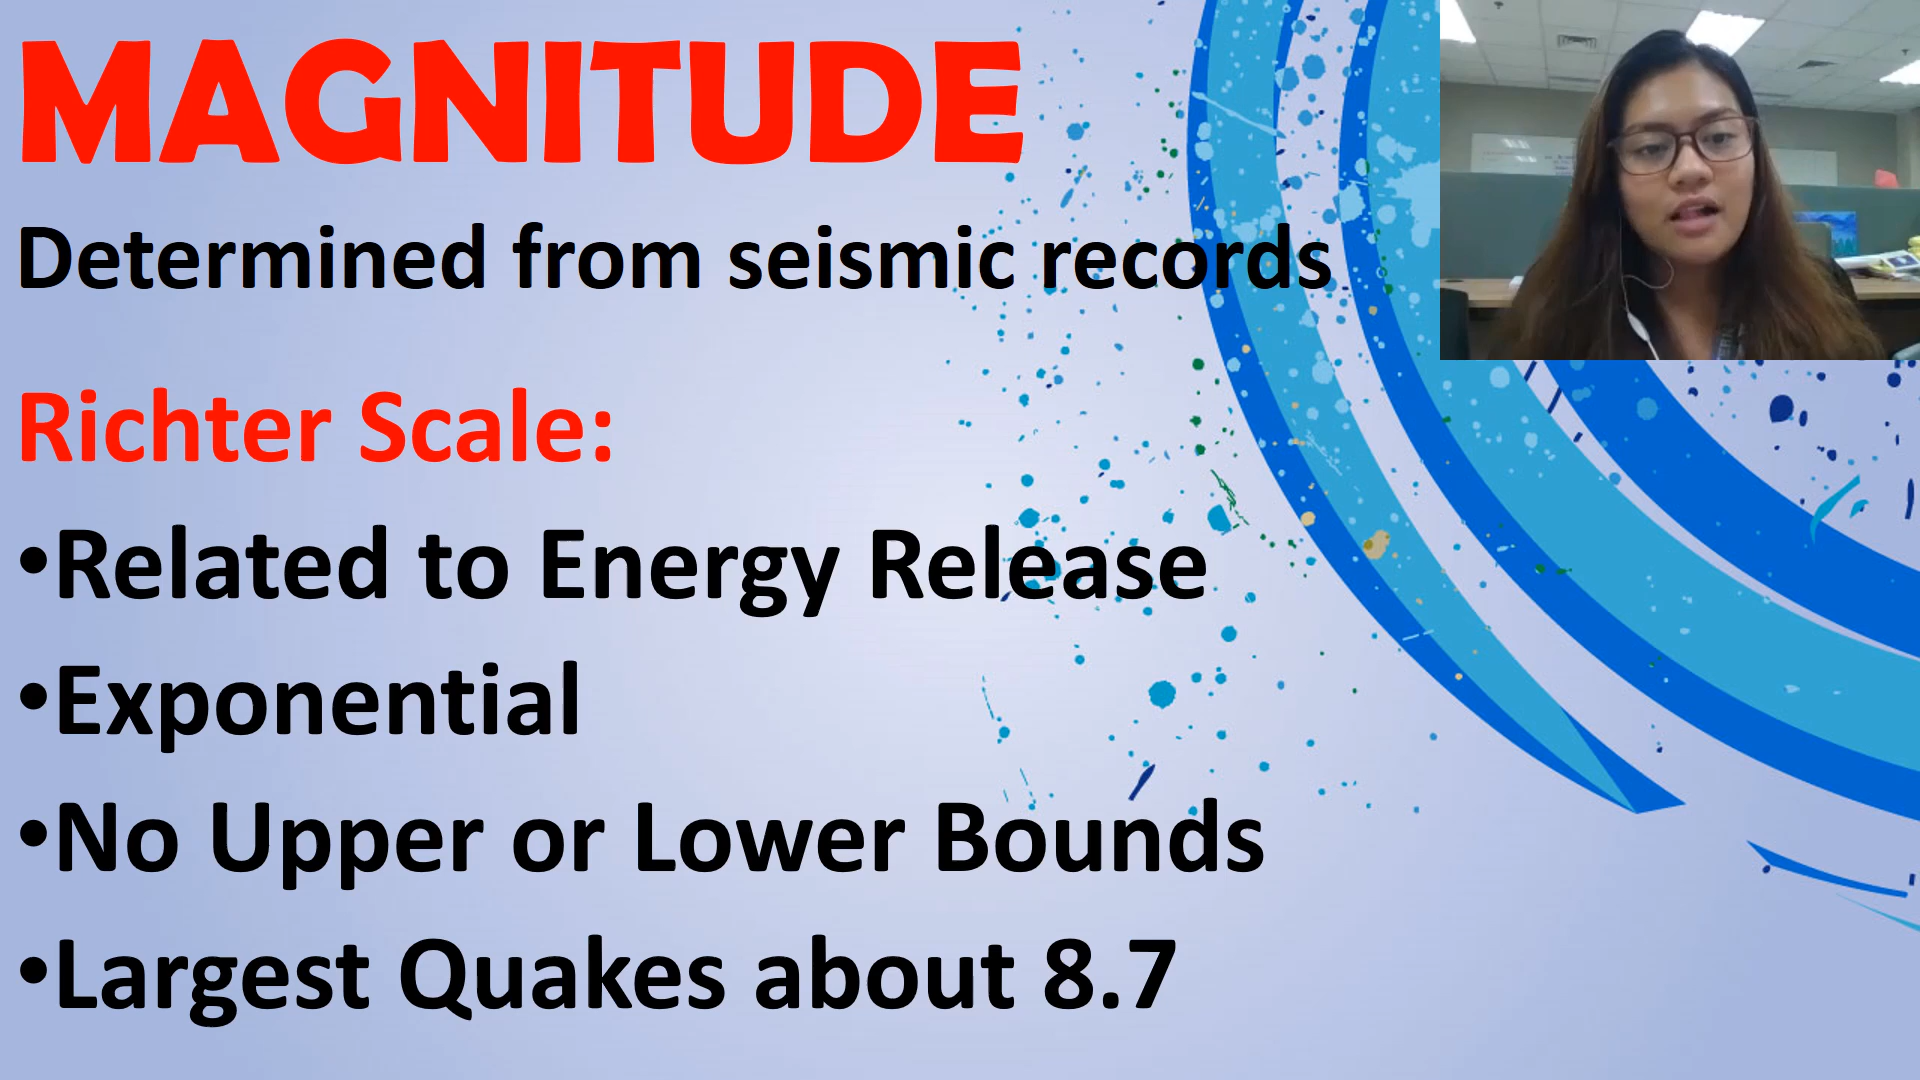 MAGNITUDE
Determined from seismic records
Richter Scale:
•Related to Energy Release
•Exponential
•No Upper or Lower Bounds
•Largest Quakes about 8.7